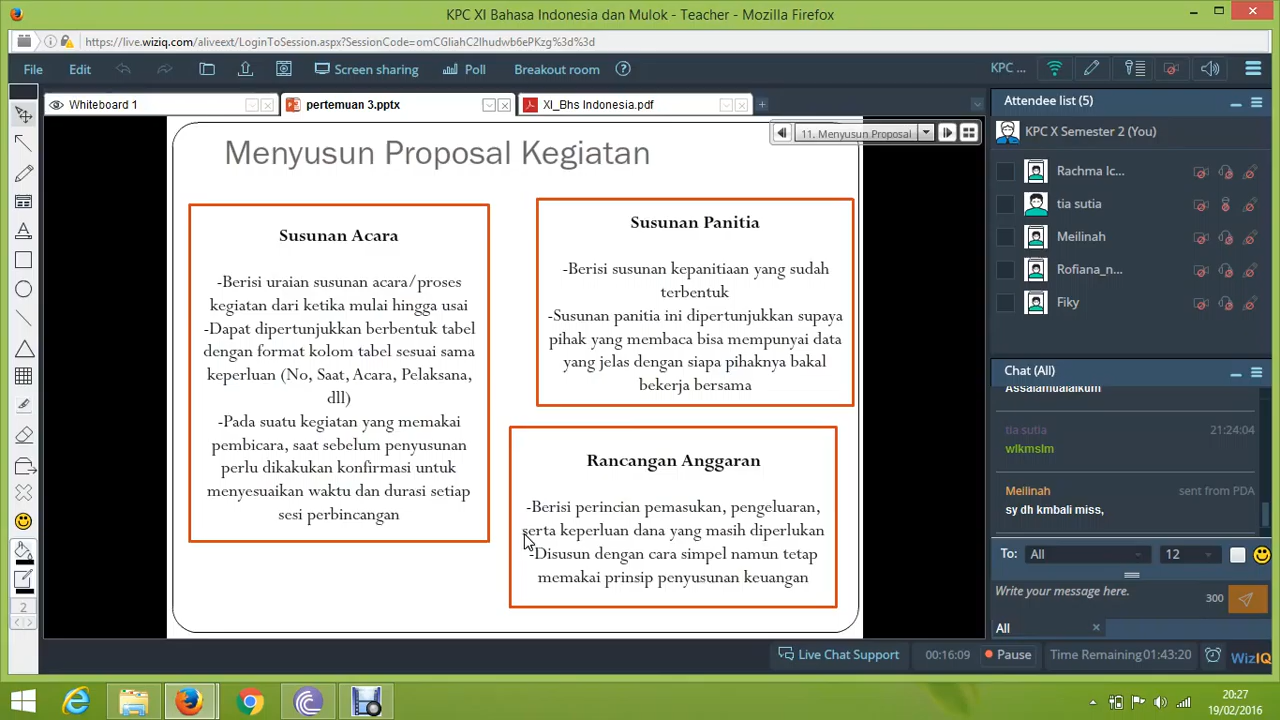 KPC XI Bahasa Indonesia dan Mulok - Teacher - Mozilla Firefox
https://live.wiziq.com/aliveext/LoginToSession.aspx?SessionCode=omCGliahC2lhudwb6ePKzg%3d%3d
File Edit Screen sharing Poll Breakout room KPC ...
Whiteboard 1 pertemuan 3.pptx XI_Bhs Indonesia.pdf
11. Menyusun Proposal
Menyusun Proposal Kegiatan
Susunan Acara
-Berisi uraian susunan acara/proses
kegiatan dari ketika mulai hingga usai
-Dapat dipertunjukkan berbentuk tabel
dengan format kolom tabel sesuai sama
keperluan (No, Saat, Acara, Pelaksana,
dll)
-Pada suatu kegiatan yang memakai
pembicara, saat sebelum penyusunan
perlu dikakukan konfirmasi untuk
menyesuaikan waktu dan durasi setiap
sesi perbincangan
Susunan Panitia
-Berisi susunan kepanitiaan yang sudah
terbentuk
-Susunan panitia ini dipertunjukkan supaya
pihak yang membaca bisa mempunyai data
yang jelas dengan siapa pihaknya bakal
bekerja bersama
Rancangan Anggaran
-Berisi perincian pemasukan, pengeluaran,
serta keperluan dana yang masih diperlukan
-Disusun dengan cara simpel namun tetap
memakai prinsip penyusunan keuangan
Attendee list (5)
KPC X Semester 2 (You)
Rachma Ic...
tia sutia
Meilinah
Rofiana_n...
Fiky
Chat (All)
Assalamualaikum
tia sutia 21:24:04
wlkmslm
Meilinah sent from PDA
sy dh kmbali miss,
To: All 12
Write your message here. 300
All
2
Live Chat Support 00:16:09 Pause Time Remaining 01:43:20 WizIQ
20:27
19/02/2016